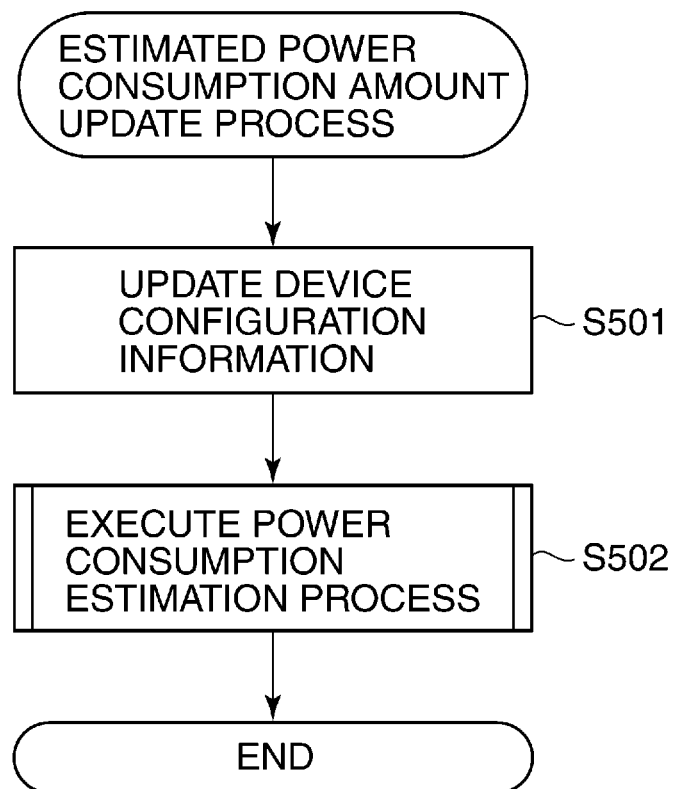 ESTIMATED POWER
CONSUMPTION AMOUNT
UPDATE PROCESS
UPDATE DEVICE
CONFIGURATION
INFORMATION
S501
EXECUTE POWER
CONSUMPTION
ESTIMATION PROCESS
S502
END